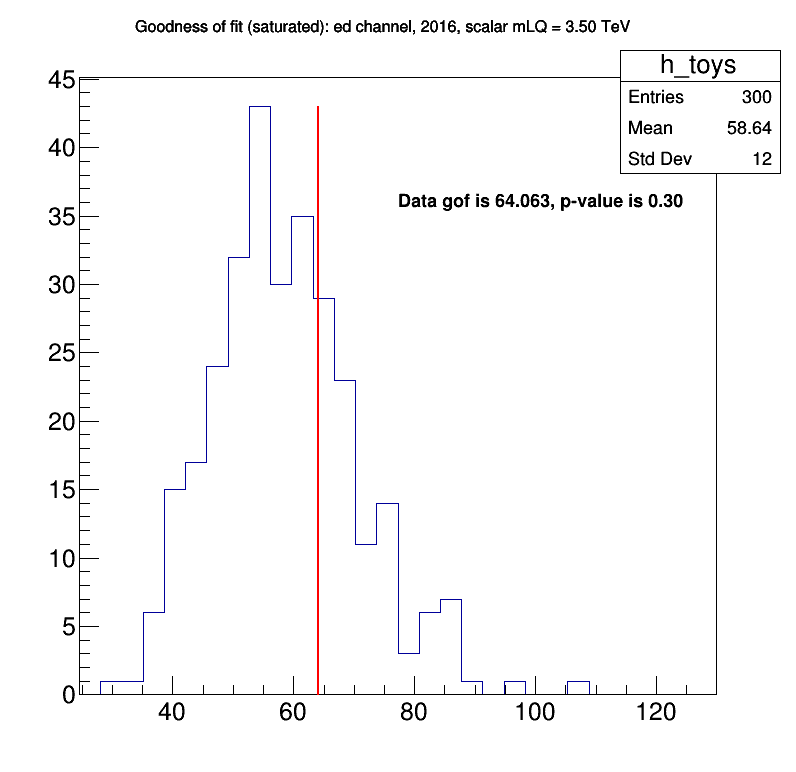 Goodness of fit (saturated): ed channel, 2016, scalar mLQ = 3.50 TeV
h_toys
Entries 300
Mean 58.64
Std Dev 12
Data gof is 64.063, p-value is 0.30
45
40
35
30
25
20
15
10
5
0
40 60 80 100 120